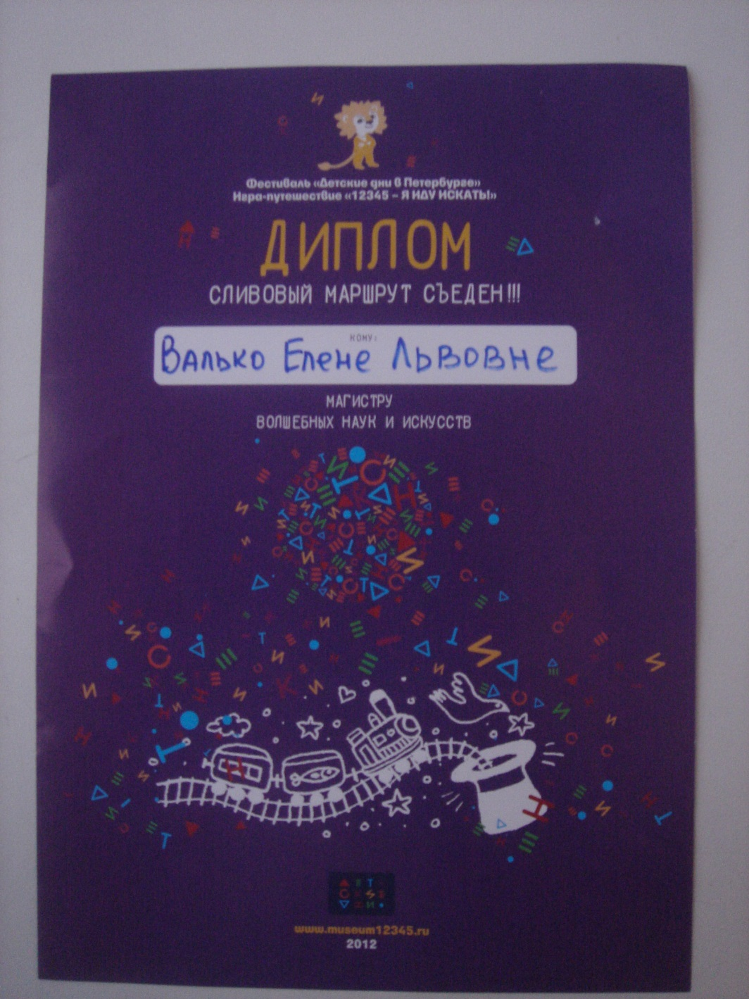 Фестиваль «Детские дни в Петербурге»
Игра-путешествие «12345 – Я ИДУ ИСКАТЬ!»
ДИПЛОМ
СЛИВОВЫЙ МАРШРУТ СЪЕДЕН!!!
КОМУ:
Валько Елене Львовне
МАГИСТРУ
ВОЛШЕБНЫХ НАУК И ИСКУССТВ
www.museum12345.ru
2012